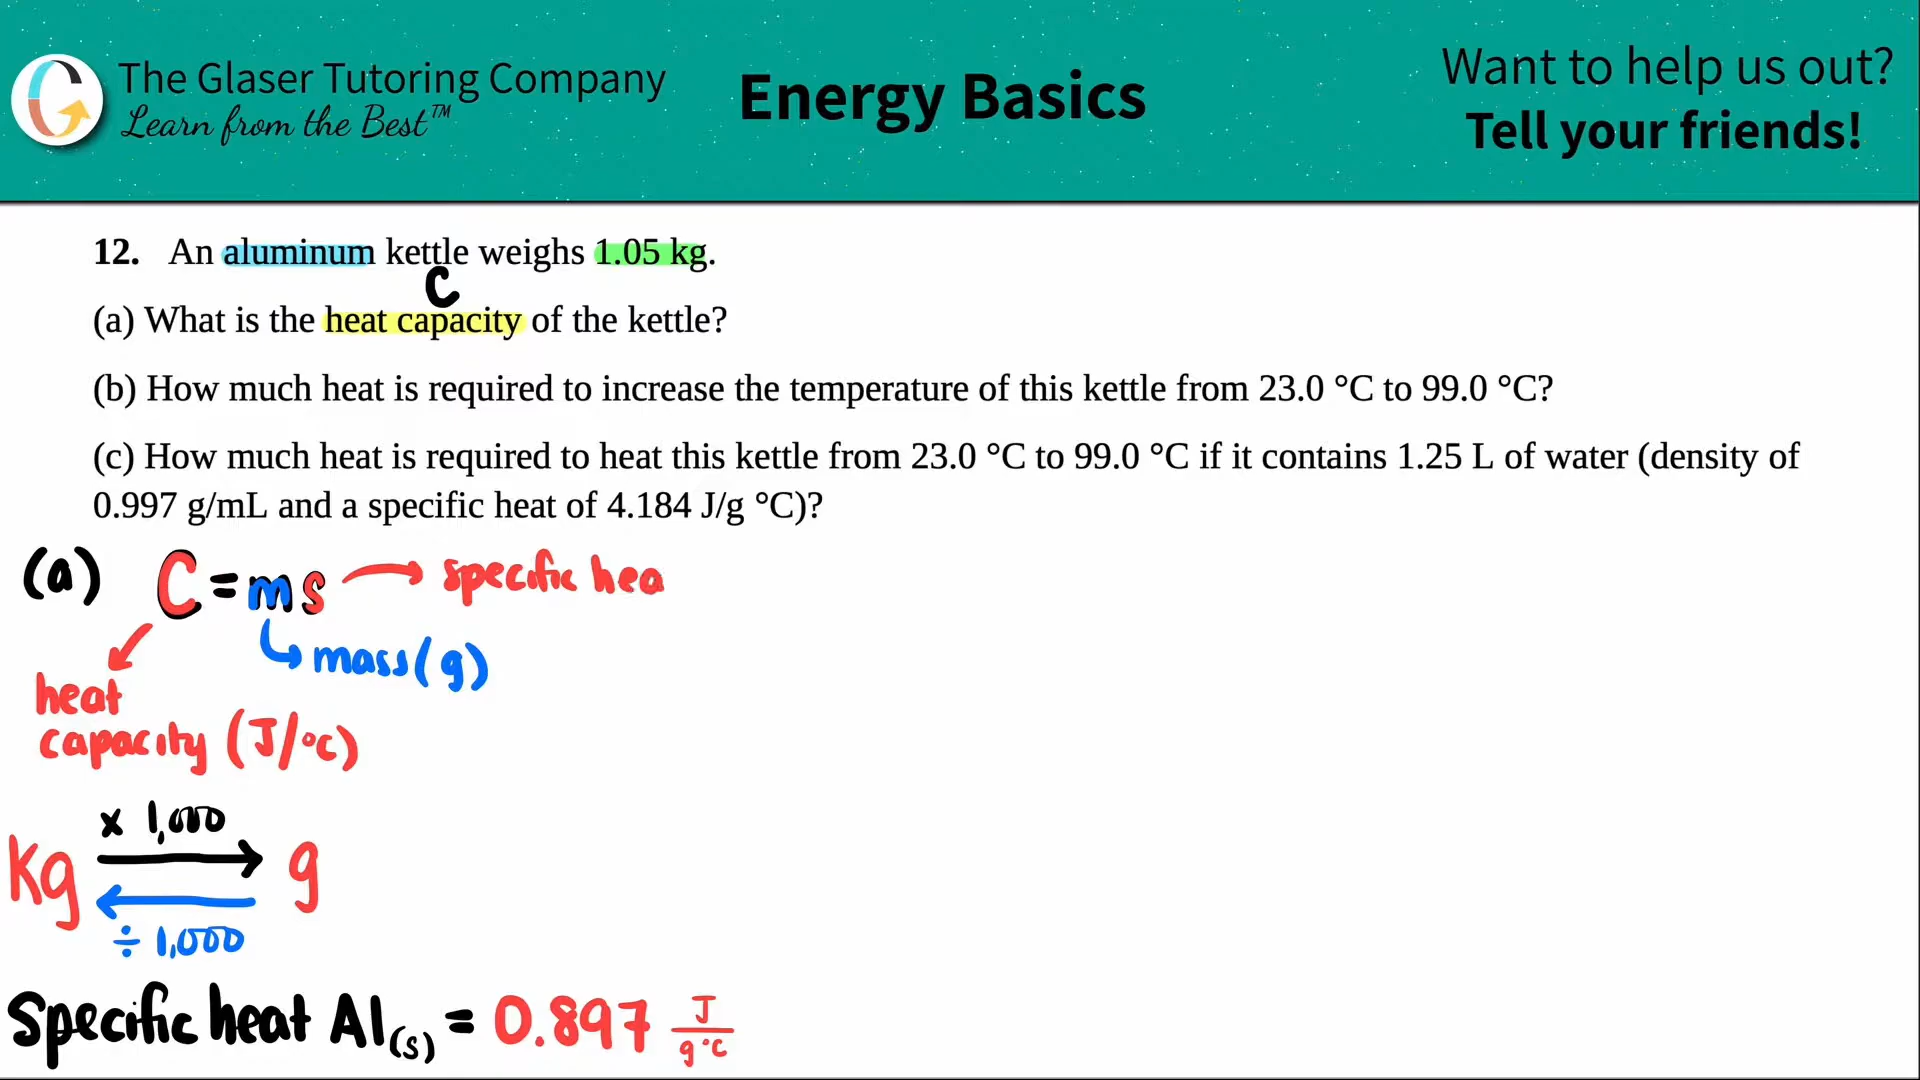 The Glaser Tutoring Company
Learn from the Best™
Energy Basics
Want to help us out?
Tell your friends!
12. An aluminum kettle weighs 1.05 kg.
C
(a) What is the heat capacity of the kettle?
(b) How much heat is required to increase the temperature of this kettle from 23.0 °C to 99.0 °C?
(c) How much heat is required to heat this kettle from 23.0 °C to 99.0 °C if it contains 1.25 L of water (density of
0.997 g/mL and a specific heat of 4.184 J/g °C)?
(a) C = ms → specific hea
mass (g)
heat
capacity (J/°C)
x 1,000
kg g
÷ 1,000
Specific heat Al(s) = 0.897 J/g°C